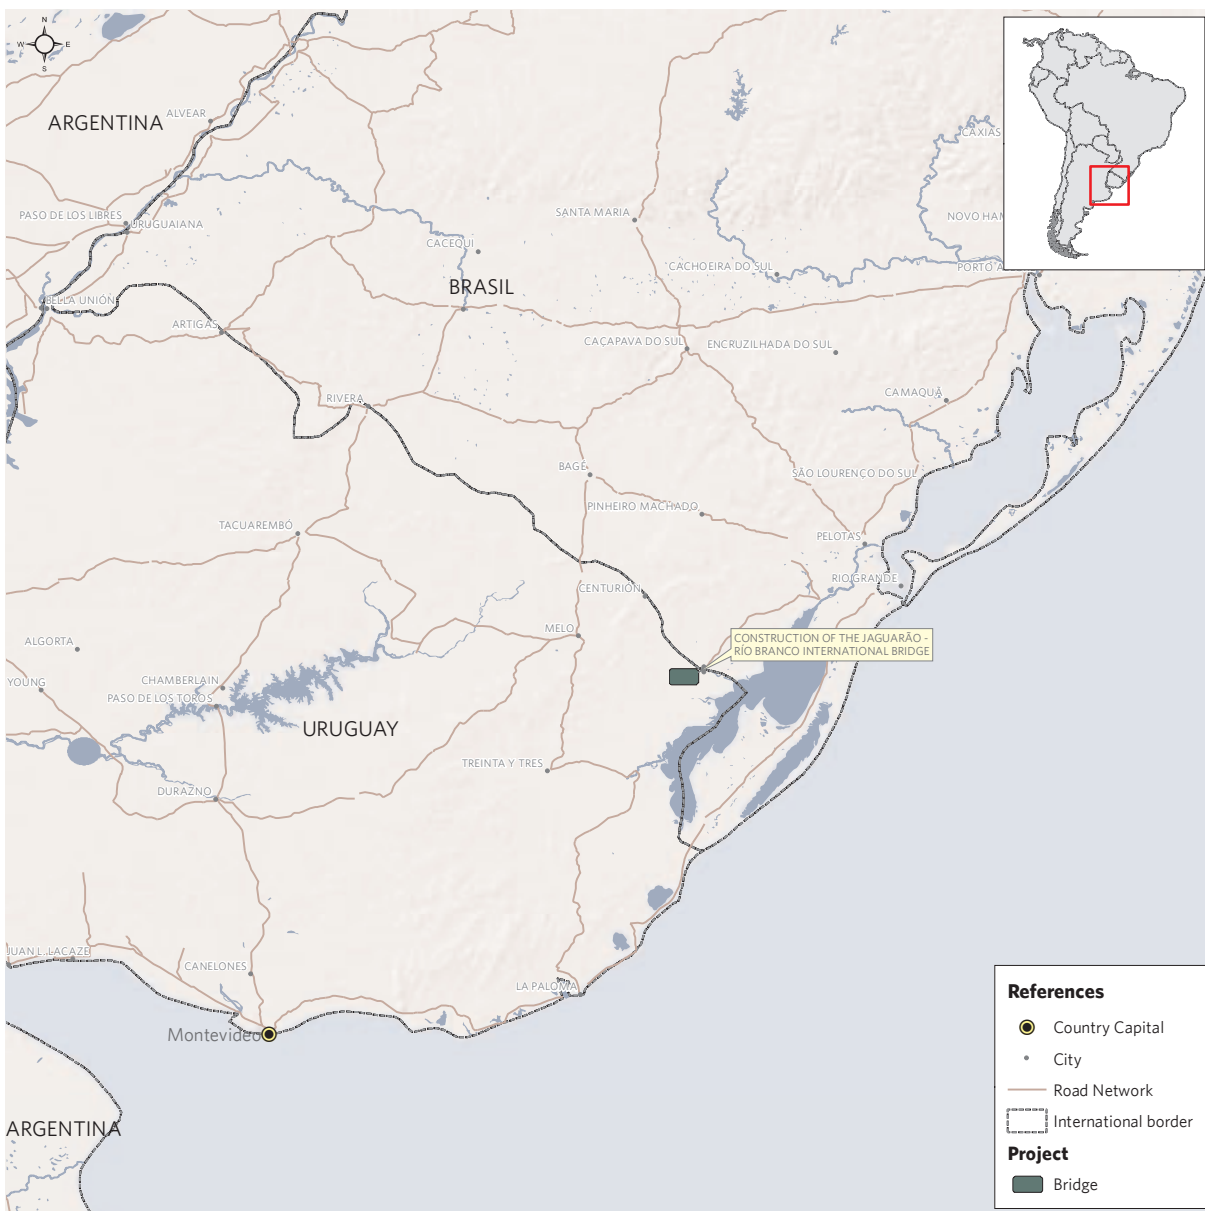 N
W
E
S
ARGENTINA
ALVEAR
CAXIAS
PASO DE LOS LIBRES
URUGUAIANA
SANTA MARIA
NOVO HAM
CACEQUI
CACHOEIRA DO SUL
PORTO A
BRASIL
BELLA UNIÓN
ARTIGAS
CAÇAPAVA DO SUL
ENCRUZILHADA DO SUL
RIVERA
CAMAQUÃ
BAGÉ
SÃO LOURENÇO DO SUL
PINHEIRO MACHADO
TACUAREMBÓ
PELOTAS
RIO GRANDE
CENTURIÓN
MELO
ALGORTA
CONSTRUCTION OF THE JAGUARÃO -
RÍO BRANCO INTERNATIONAL BRIDGE
YOUNG
CHAMBERLAIN
PASO DE LOS TOROS
URUGUAY
TREINTA Y TRES
DURAZNO
JUAN L. LACAZE
CANELONES
LA PALOMA
Montevideo
ARGENTINA
References
Country Capital
City
Road Network
International border
Project
Bridge